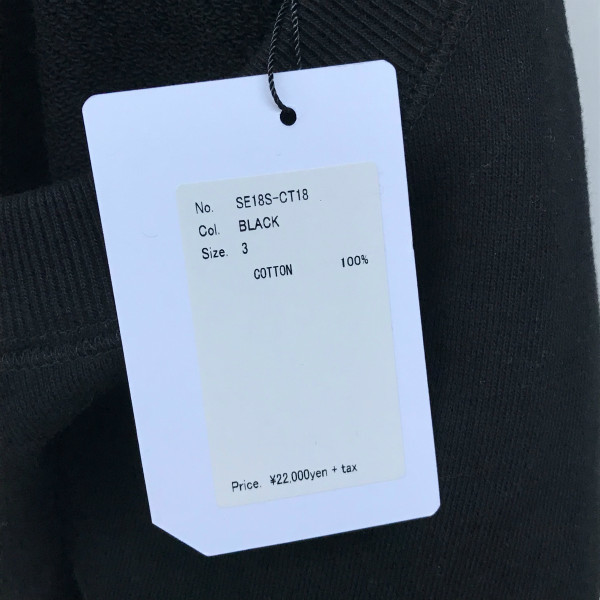 No. SE18S-CT18
Col. BLACK
Size. 3
COTTON 100%
Price. ¥22,000yen + tax